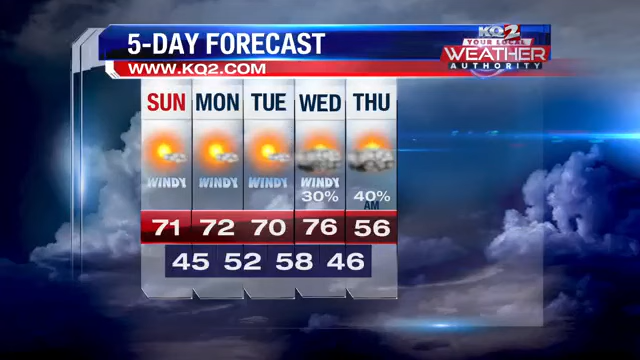 5-DAY FORECAST
WWW.KQ2.COM
KQ2
YOUR LOCAL
WEATHER
AUTHORITY
SUN MON TUE WED THU
WINDY WINDY WINDY WINDY
30% 40%
AM
71 72 70 76 56
45 52 58 46